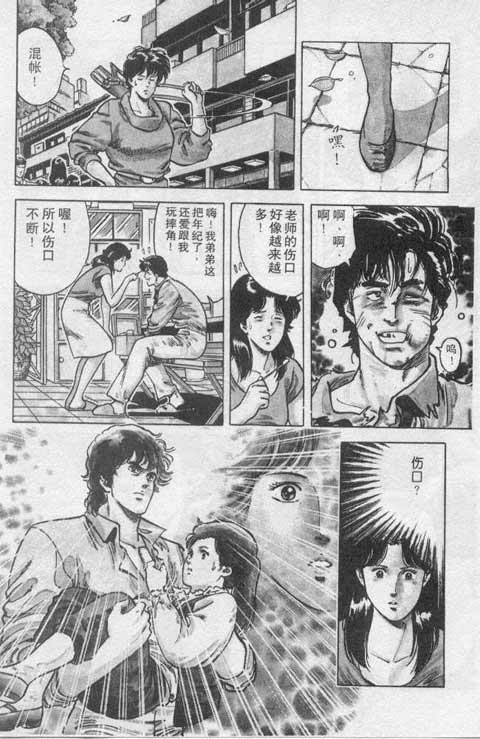 嘿！
混帐！
啊、啊、
啊！
呜！
老师的伤口
好像越来越
多！
嗨！我弟弟这
把年纪了，
还爱跟我
玩摔角！
喔！
所以伤口
不断！
伤口？